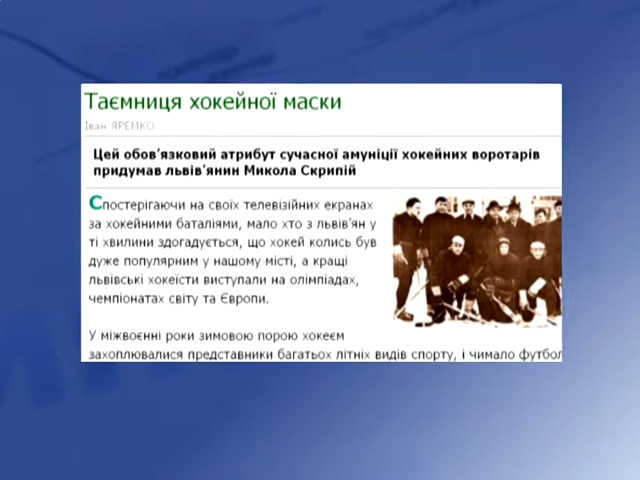 Таємниця хокейної маски
Іван ЯРЕМКО
Цей обов'язковий атрибут сучасної амуніції хокейних воротарів
придумав львів'янин Микола Скрипій
Спостерігаючи на своїх телевізійних екранах
за хокейними баталіями, мало хто з львів'ян у
ті хвилини здогадується, що хокей колись був
дуже популярним у нашому місті, а кращі
львівські хокеїсти виступали на олімпіадах,
чемпіонатах світу та Європи.
У міжвоєнні роки зимовою порою хокеєм
захоплювалися представники багатьох літніх видів спорту, і чимало футбол